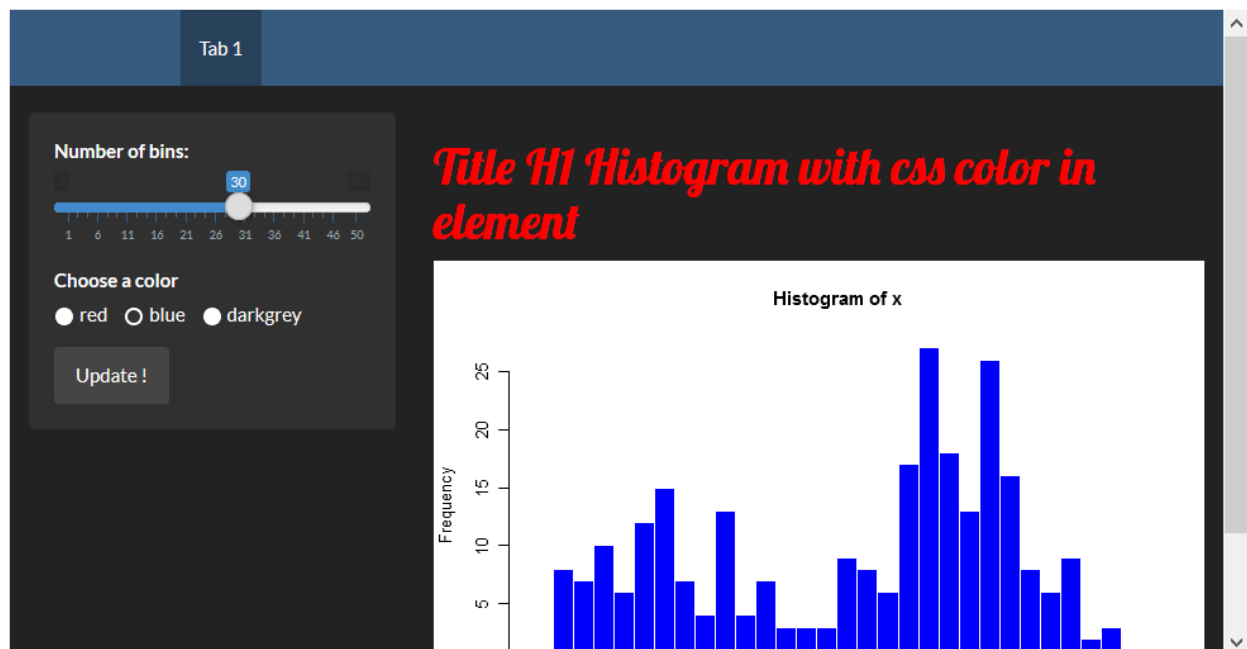 Tab 1
Number of bins:
30
1 6 11 16 21 26 31 36 41 46 50
Choose a color
red blue darkgrey
Update !
Title H1 Histogram with css color in
element
Histogram of x
Frequency
25
20
15
10
5